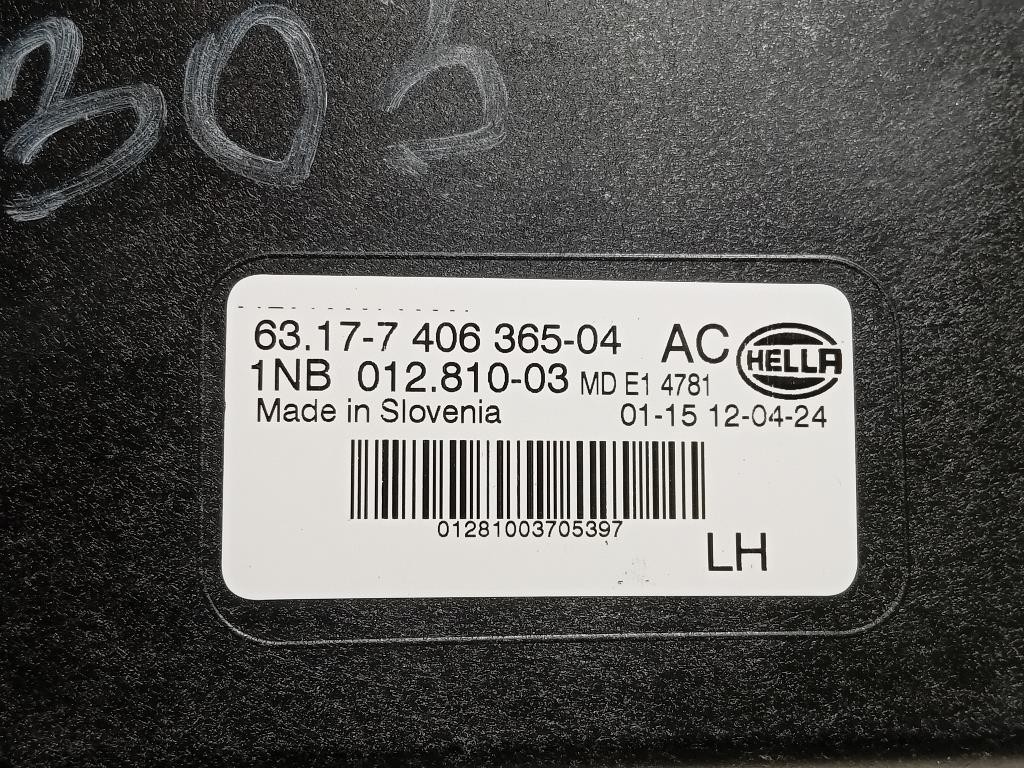 305
63.17-7 406 365-04 AC HELLA
1NB 012.810-03 MD E1 4781
Made in Slovenia 01-15 12-04-24
01281003705397
LH